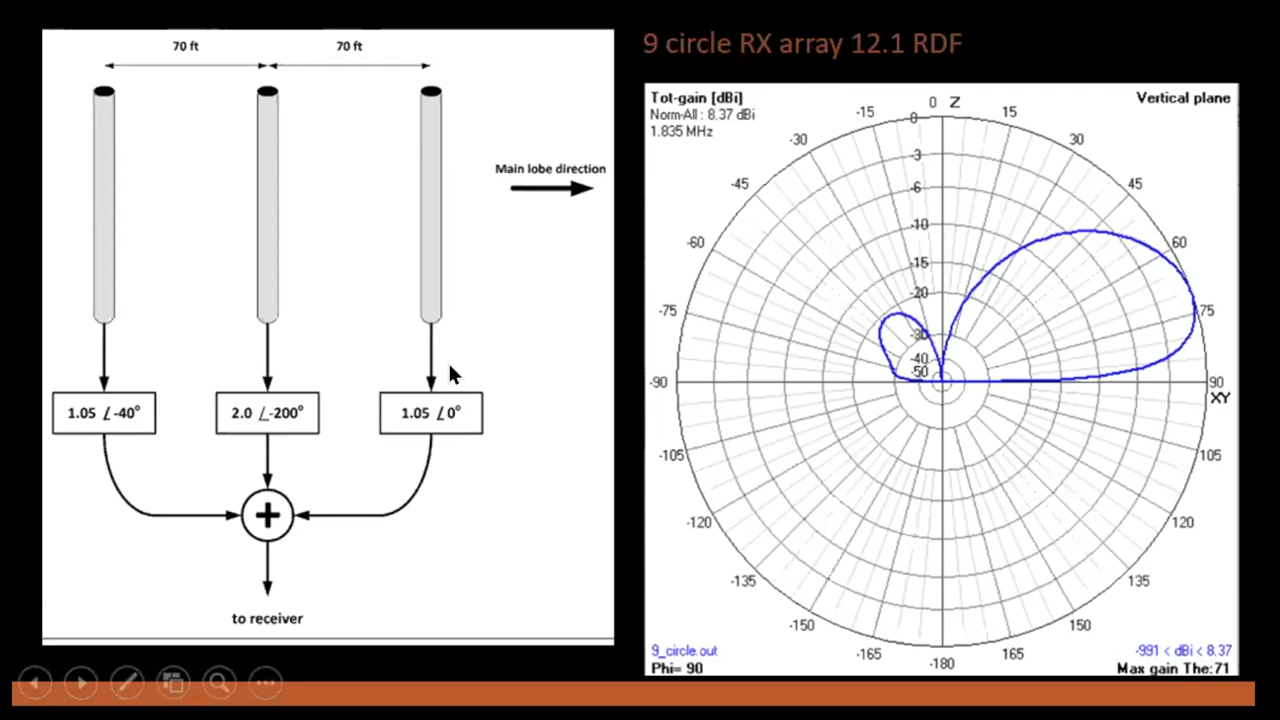 9 circle RX array 12.1 RDF
70 ft
70 ft
Main lobe direction
1.05 ∠-40°
2.0 ∠-200°
1.05 ∠0°
+
to receiver
Tot-gain [dBi]
Norm-All : 8.37 dBi
1.835 MHz
Vertical plane
0 Z
-15
15
-30
30
-45
45
-60
60
-75
75
-90
90
XY
-105
105
-120
120
-135
135
-150
150
-165
165
-180
0
-3
-6
-10
-15
-20
-30
-40
-50
9_circle.out
-991 < dBi < 8.37
Phi= 90
Max gain The:71